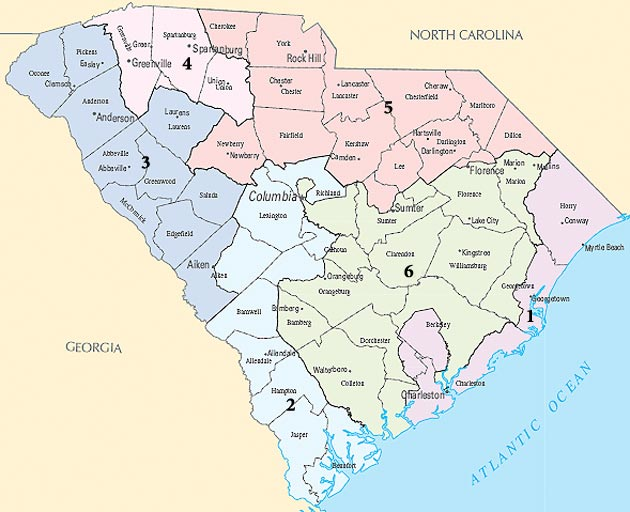 NORTH CAROLINA
Cherokee
Greenville
Greer
Spartanburg
Spartanburg
York
Rock Hill
Pickens
Easley
Oconee
Clemson
Greenville
4
Union
Union
Chester
Chester
Lancaster
Lancaster
5
Cheraw
Chesterfield
Marlboro
Anderson
Anderson
Laurens
Laurens
Newberry
Newberry
Fairfield
Kershaw
Camden
Hartsville
Darlington
Darlington
Dillon
Abbeville
Abbeville
3
Greenwood
Lee
Florence
Marion
Marion
Mullins
McCormick
Saluda
Columbia
Richland
Lexington
Sumter
Sumter
Florence
Lake City
Horry
Conway
Myrtle Beach
Edgefield
Aiken
Aiken
Calhoun
Clarendon
Kingstree
Williamsburg
6
Orangeburg
Orangeburg
Georgetown
Georgetown
1
Barnwell
Bamberg
Bamberg
Berkeley
GEORGIA
Allendale
Allendale
Dorchester
Walterboro
Colleton
Charleston
Charleston
Hampton
2
Jasper
Beaufort
ATLANTIC OCEAN